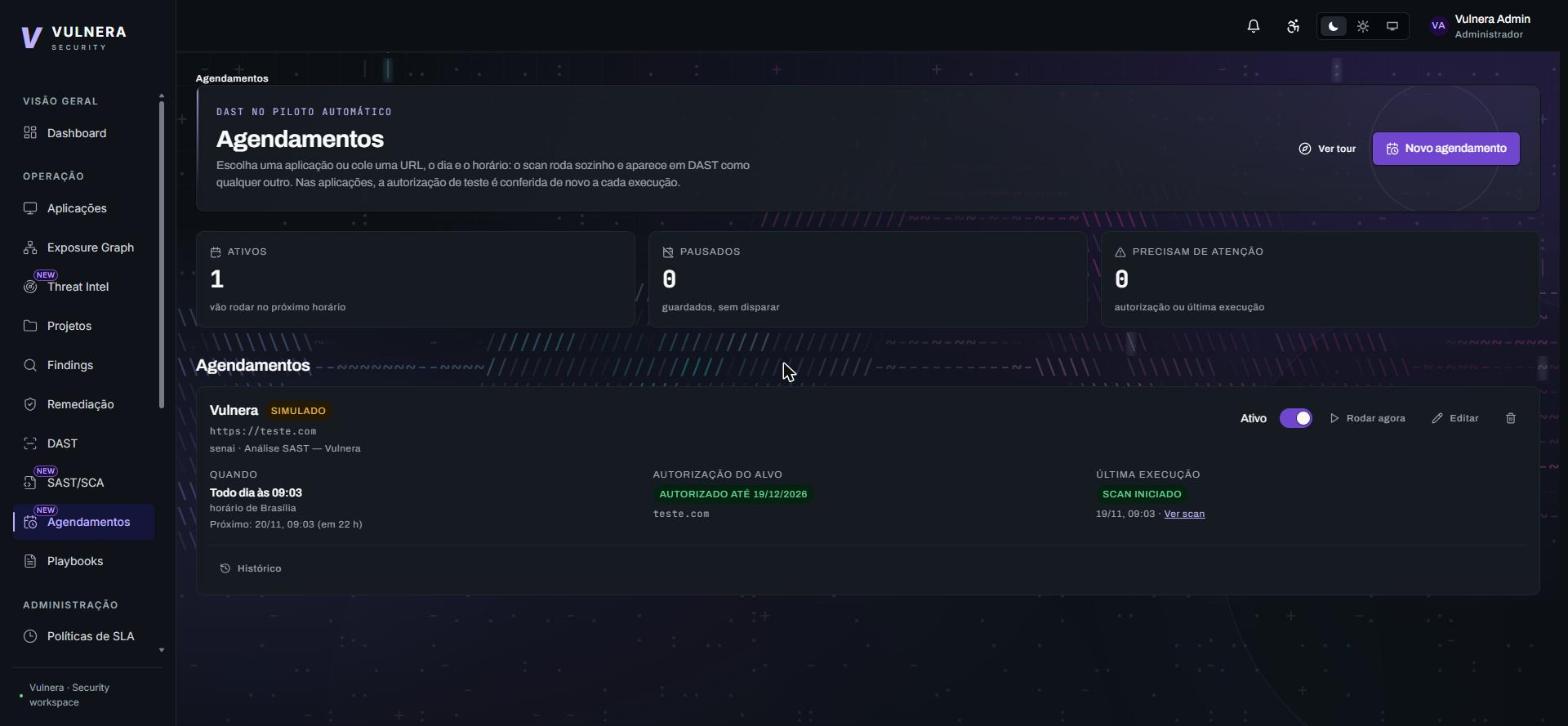 VULNERA
SECURITY
VISÃO GERAL
Dashboard
OPERAÇÃO
Aplicações
Exposure Graph
NEW
Threat Intel
Projetos
Findings
Remediação
DAST
NEW
SAST/SCA
NEW
Agendamentos
Playbooks
ADMINISTRAÇÃO
Políticas de SLA
Vulnera · Security
workspace
VA
Vulnera Admin
Administrador
Agendamentos
DAST NO PILOTO AUTOMÁTICO
Agendamentos
Escolha uma aplicação ou cole uma URL, o dia e o horário: o scan roda sozinho e aparece em DAST como
qualquer outro. Nas aplicações, a autorização de teste é conferida de novo a cada execução.
Ver tour
Novo agendamento
ATIVOS
1
vão rodar no próximo horário
PAUSADOS
0
guardados, sem disparar
PRECISAM DE ATENÇÃO
0
autorização ou última execução
Agendamentos
Vulnera SIMULADO
https://teste.com
senai · Análise SAST — Vulnera
Ativo
Rodar agora
Editar
QUANDO
Todo dia às 09:03
horário de Brasília
Próximo: 20/11, 09:03 (em 22 h)
AUTORIZAÇÃO DO ALVO
AUTORIZADO ATÉ 19/12/2026
teste.com
ÚLTIMA EXECUÇÃO
SCAN INICIADO
19/11, 09:03 · Ver scan
Histórico